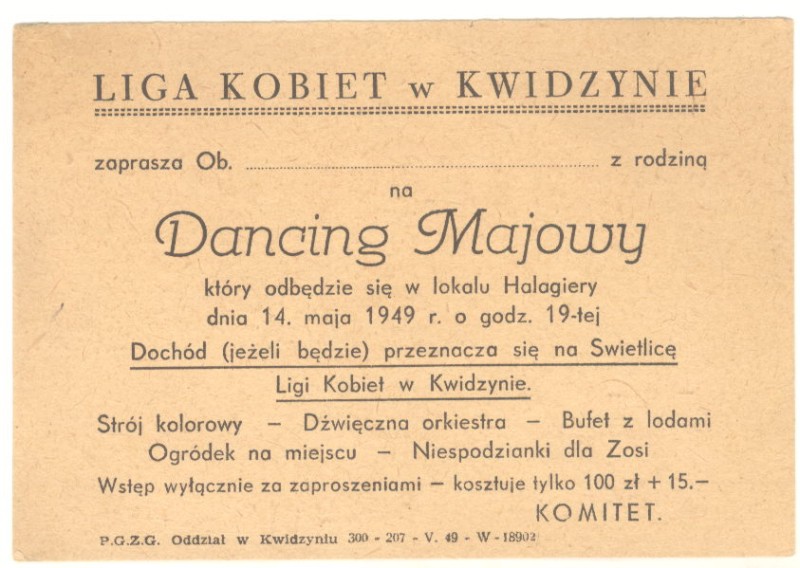 LIGA KOBIET w KWIDZYNIE
zaprasza Ob. ............................................................ z rodziną
na
Dancing Majowy
który odbędzie się w lokalu Halagiery
dnia 14. maja 1949 r. o godz. 19-tej
Dochód (jeżeli będzie) przeznacza się na Swietlicę
Ligi Kobiet w Kwidzynie.
Strój kolorowy — Dźwięczna orkiestra — Bufet z lodami
Ogródek na miejscu — Niespodzianki dla Zosi
Wstęp wyłącznie za zaproszeniami — kosztuje tylko 100 zł + 15.—
KOMITET.
P.G.Z.G. Oddział w Kwidzyniu 300 - 207 - V. 49 - W -18902